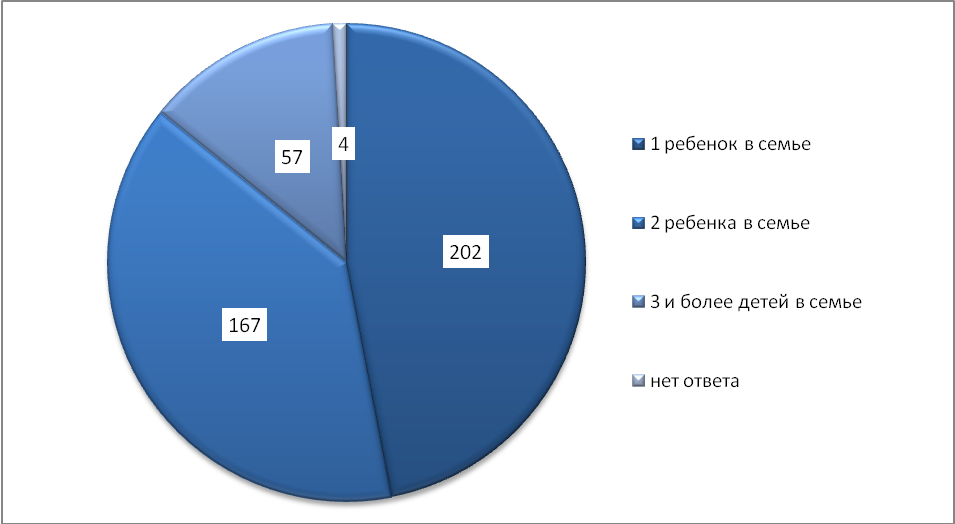 4
57
202
167
1 ребенок в семье
2 ребенка в семье
3 и более детей в семье
нет ответа